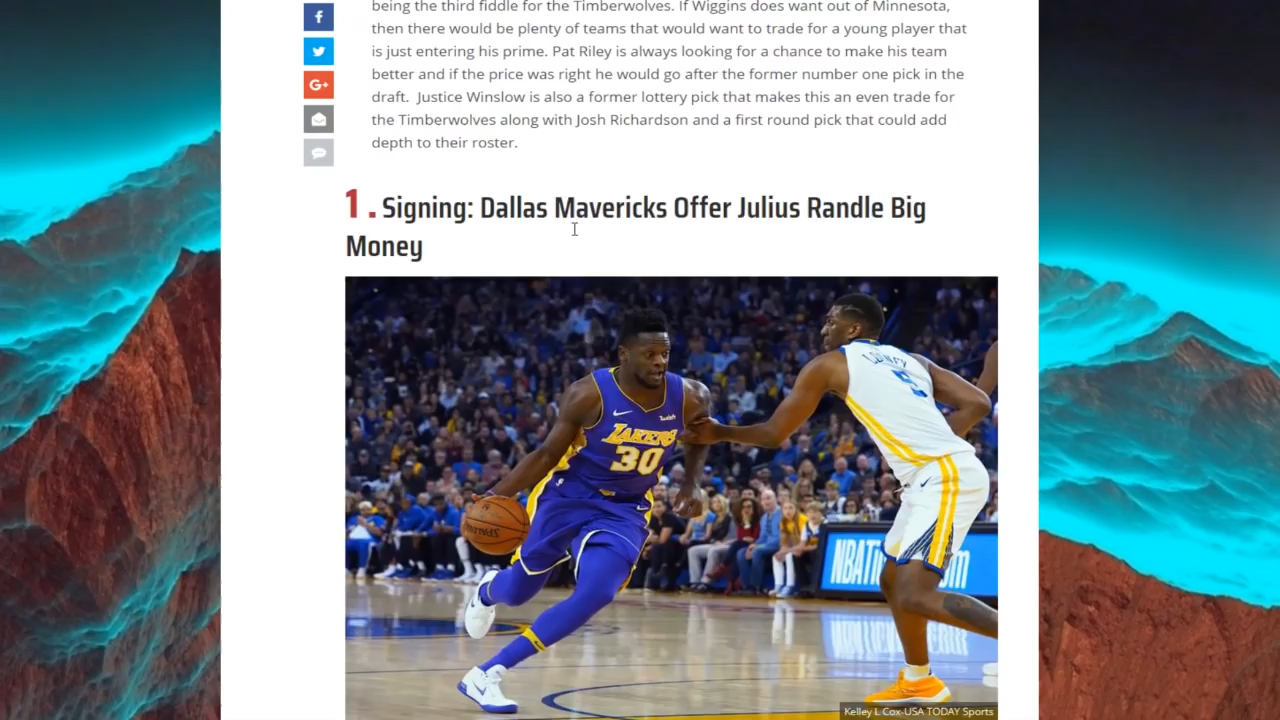 being the third fiddle for the Timberwolves. If Wiggins does want out of Minnesota,
then there would be plenty of teams that would want to trade for a young player that
is just entering his prime. Pat Riley is always looking for a chance to make his team
better and if the price was right he would go after the former number one pick in the
draft.  Justice Winslow is also a former lottery pick that makes this an even trade for
the Timberwolves along with Josh Richardson and a first round pick that could add
depth to their roster.
1. Signing: Dallas Mavericks Offer Julius Randle Big
Money
LOONEY
5
LAKERS
30
NBATi
om
Kelley L Cox-USA TODAY Sports
f
G+